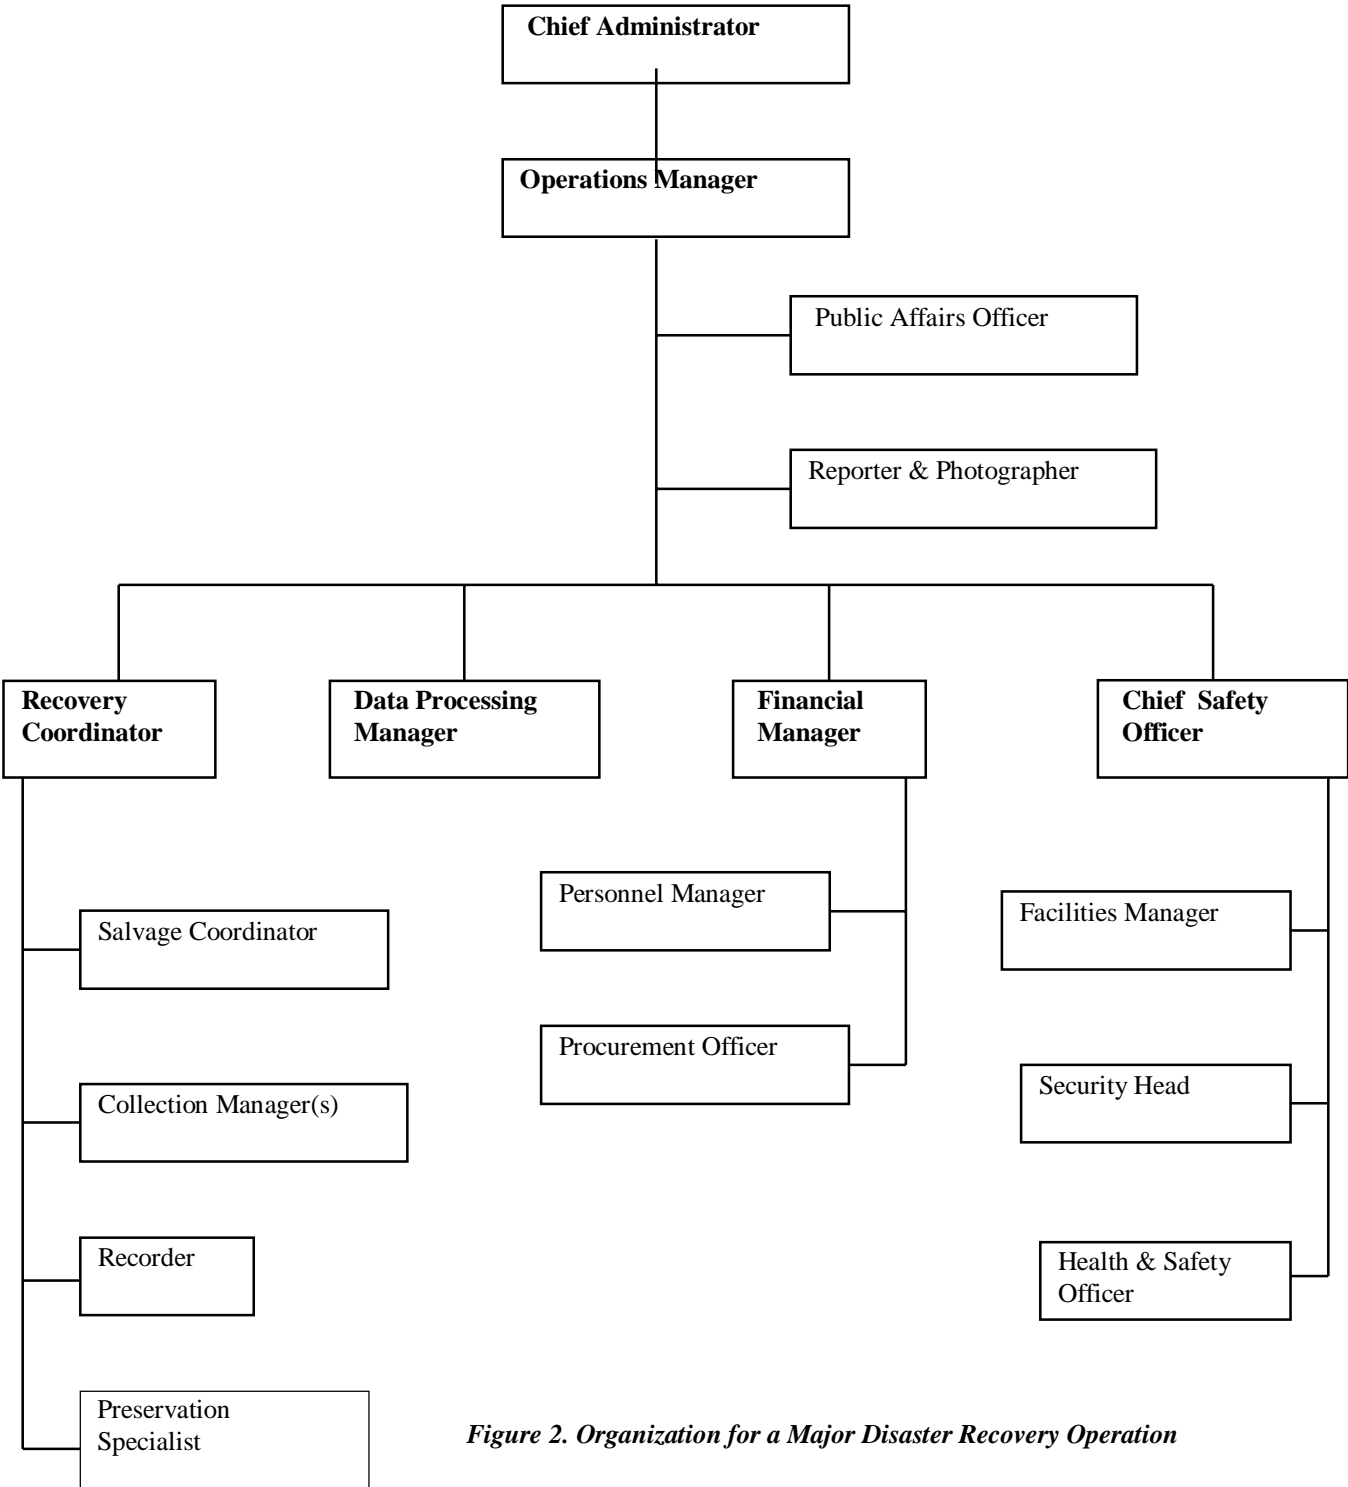 Chief Administrator
Operations Manager
Public Affairs Officer
Reporter & Photographer
Recovery
Coordinator
Data Processing
Manager
Financial
Manager
Chief  Safety
Officer
Salvage Coordinator
Collection Manager(s)
Recorder
Preservation
Specialist
Personnel Manager
Procurement Officer
Facilities Manager
Security Head
Health & Safety
Officer
Figure 2. Organization for a Major Disaster Recovery Operation